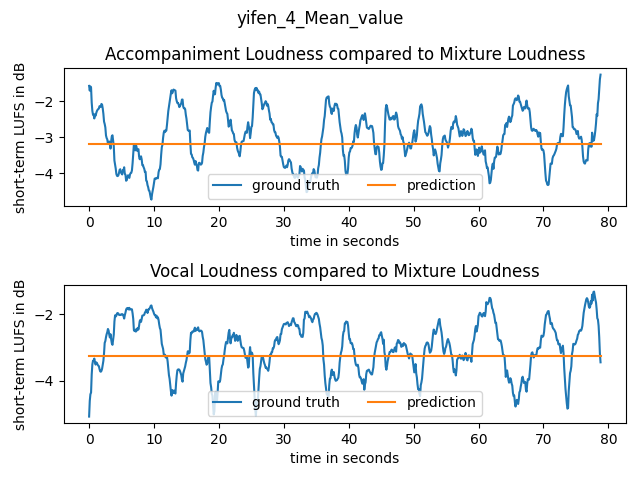 yifen_4_Mean_value
Accompaniment Loudness compared to Mixture Loudness
short-term LUFS in dB
−2
−3
−4
ground truth
prediction
0 10 20 30 40 50 60 70 80
time in seconds
Vocal Loudness compared to Mixture Loudness
short-term LUFS in dB
−2
−4
ground truth
prediction
0 10 20 30 40 50 60 70 80
time in seconds